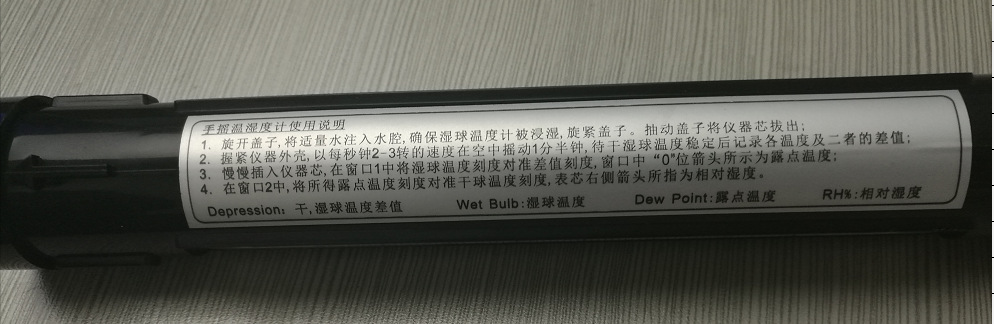 手摇温湿度计使用说明
1. 旋开盖子,将适量水注入水腔,确保湿球温度计被浸湿,旋紧盖子。抽动盖子将仪器芯拔出;
2. 握紧仪器外壳,以每秒钟2-3转的速度在空中摇动1分半钟,待干湿球温度稳定后记录各温度及二者的差值;
3. 慢慢插入仪器芯,在窗口1中将湿球温度刻度对准差值刻度,窗口中“0”位箭头所示为露点温度;
4. 在窗口2中,将所得露点温度刻度对准干球温度刻度,表芯右侧箭头所指为相对湿度。
Depression: 干,湿球温度差值 Wet Bulb:湿球温度 Dew Point:露点温度 RH%:相对湿度